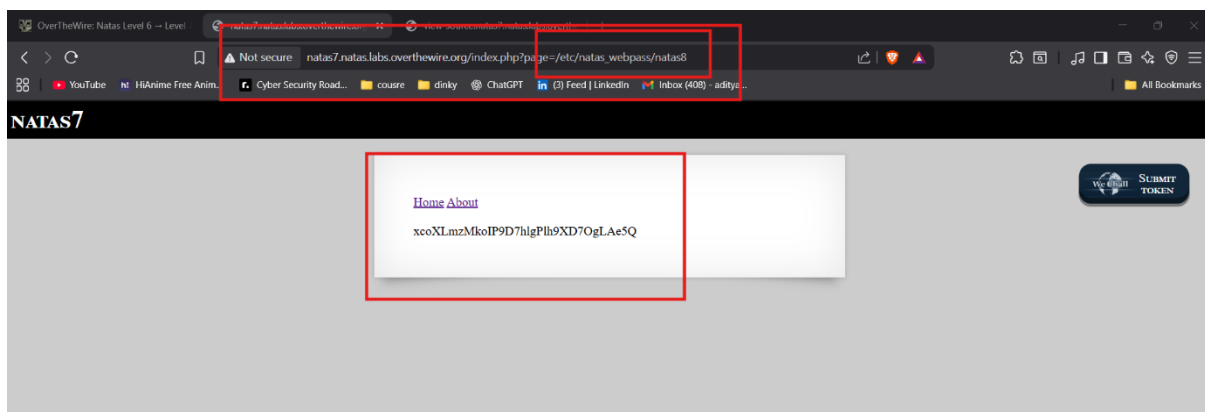 OverTheWire: Natas Level 6 → Level
Not secure natas7.natas.labs.overthewire.org/index.php?page=/etc/natas_webpass/natas8
YouTube HiAnime Free Anim... Cyber Security Road... cousre dinky ChatGPT (3) Feed | LinkedIn Inbox (408) - aditya... All Bookmarks
NATAS7
We Chall SUBMIT TOKEN
Home About
xcoXLmzMkoIP9D7hlgPlh9XD7OgLAe5Q